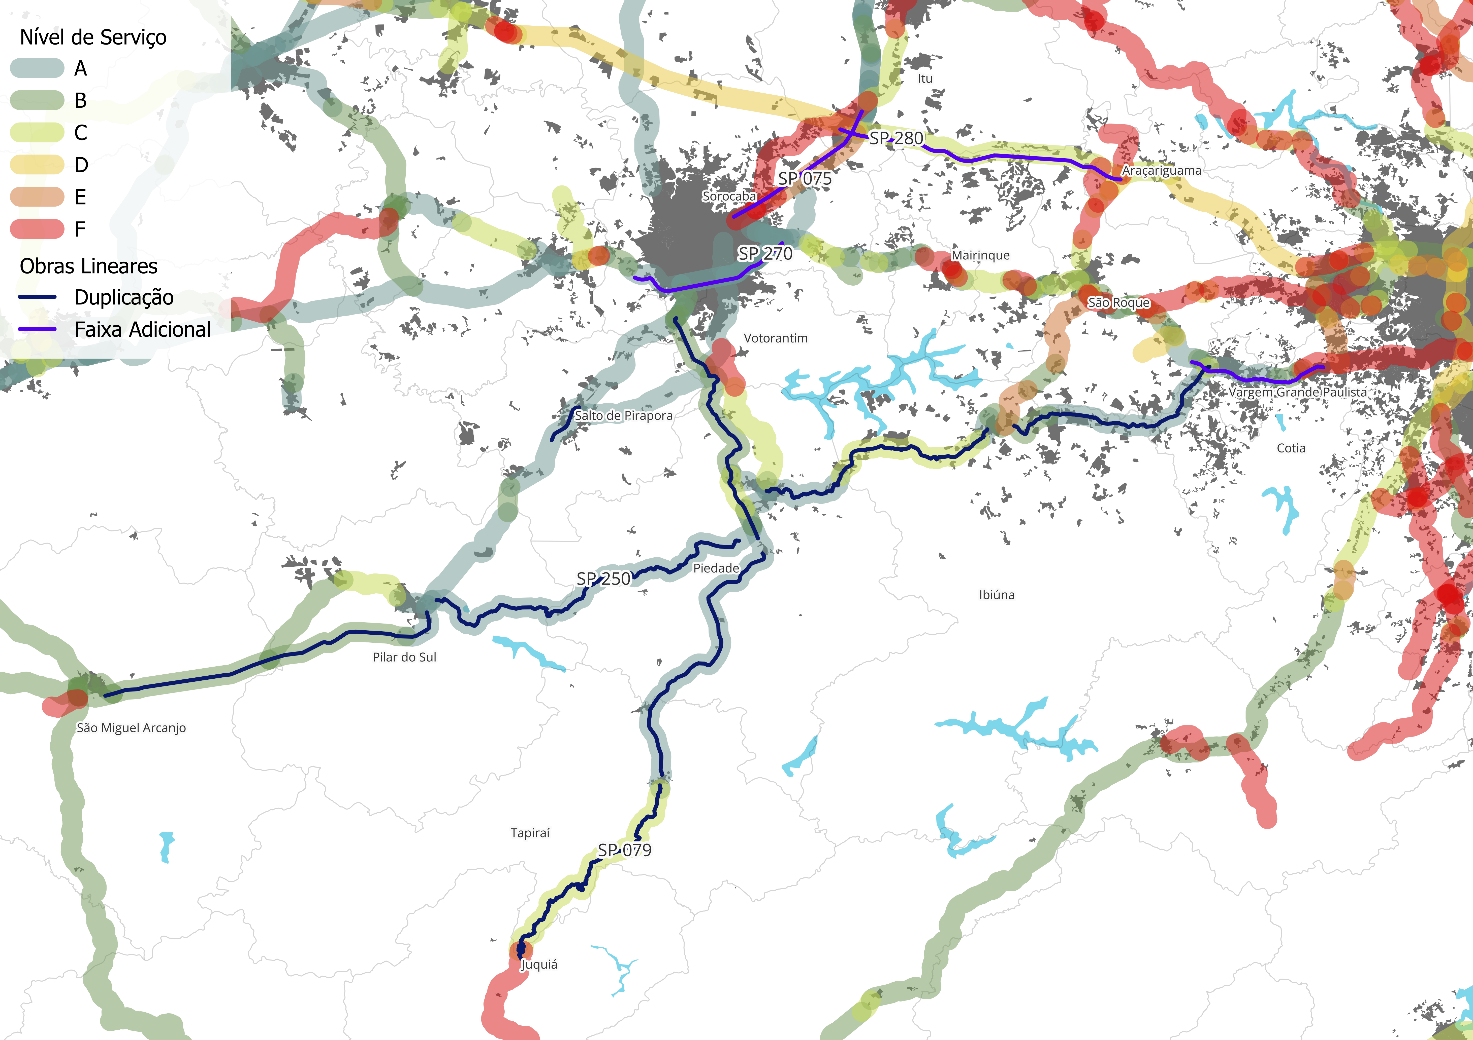 Nível de Serviço
A
B
C
D
E
F
Obras Lineares
Duplicação
Faixa Adicional
Itu
SP 280
Araçariguama
SP 075
Sorocaba
SP 270
Mairinque
São Roque
Votorantim
Vargem Grande Paulista
Salto de Pirapora
Cotia
Piedade
SP 250
Ibiúna
Pilar do Sul
São Miguel Arcanjo
Tapiraí
SP 079
Juquiá